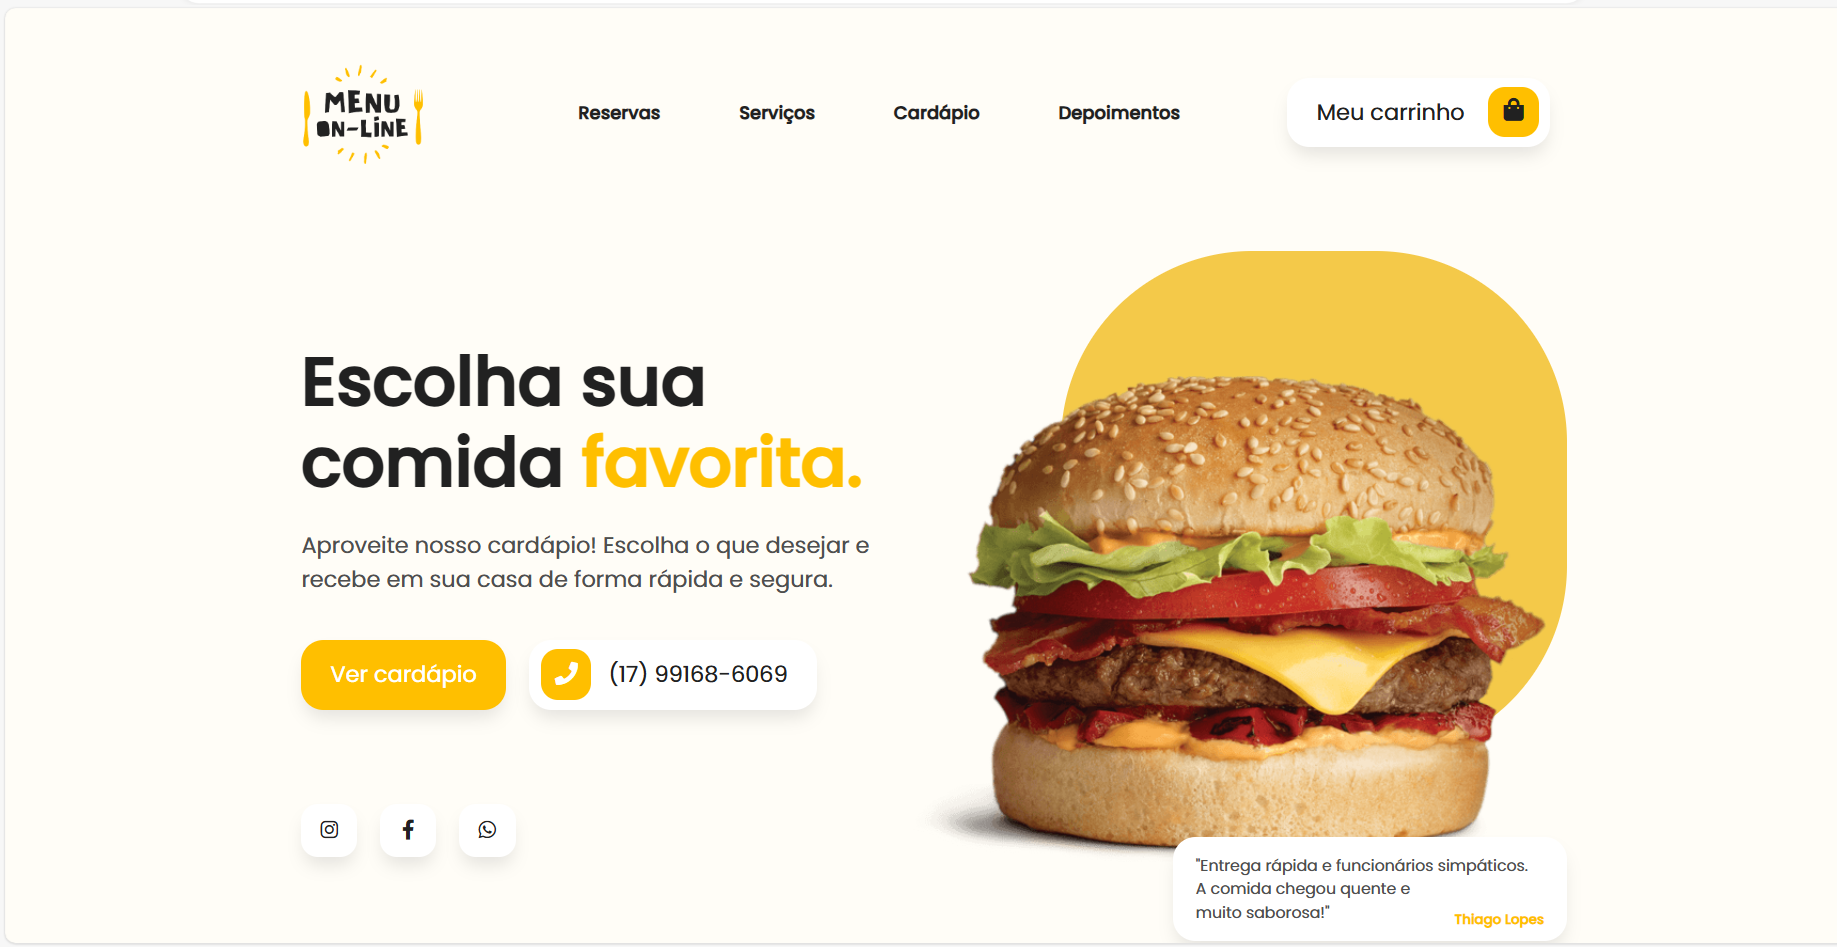 MENU
ON-LINE
Reservas
Serviços
Cardápio
Depoimentos
Meu carrinho
Escolha sua
comida favorita.
Aproveite nosso cardápio! Escolha o que desejar e
recebe em sua casa de forma rápida e segura.
Ver cardápio
(17) 99168-6069
"Entrega rápida e funcionários simpáticos.
A comida chegou quente e
muito saborosa!"
Thiago Lopes